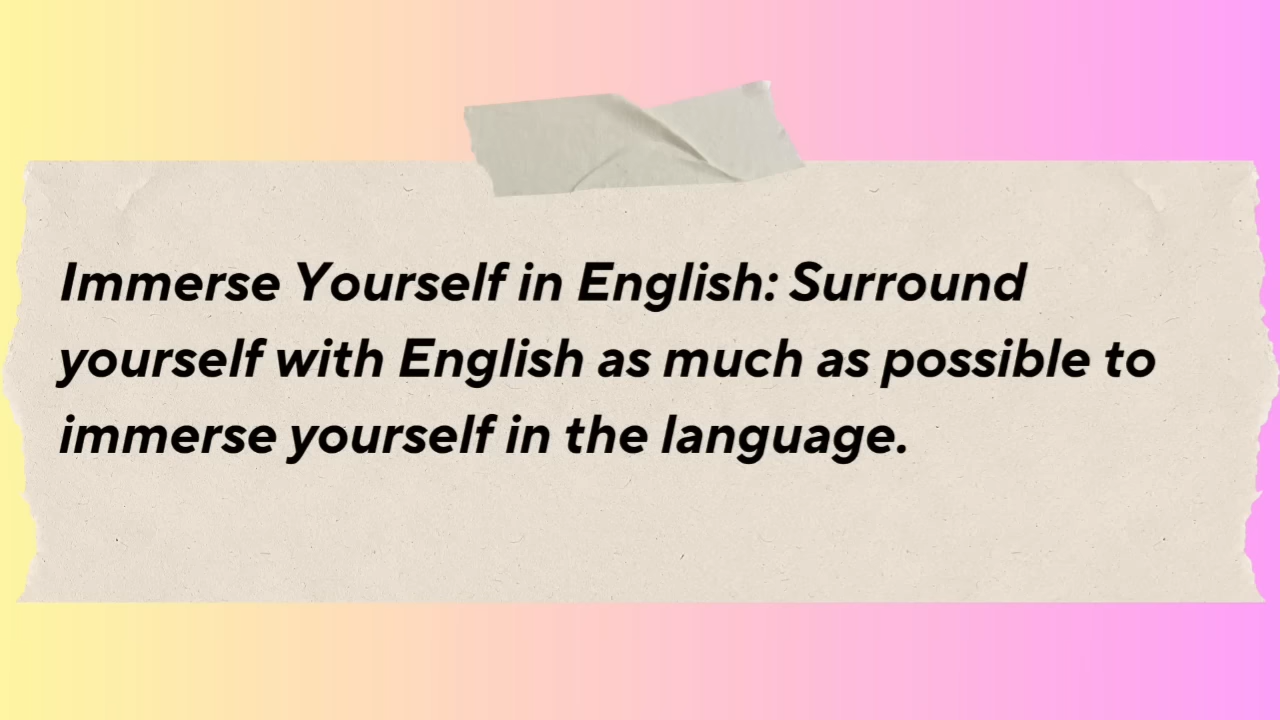 Immerse Yourself in English: Surround
yourself with English as much as possible to
immerse yourself in the language.